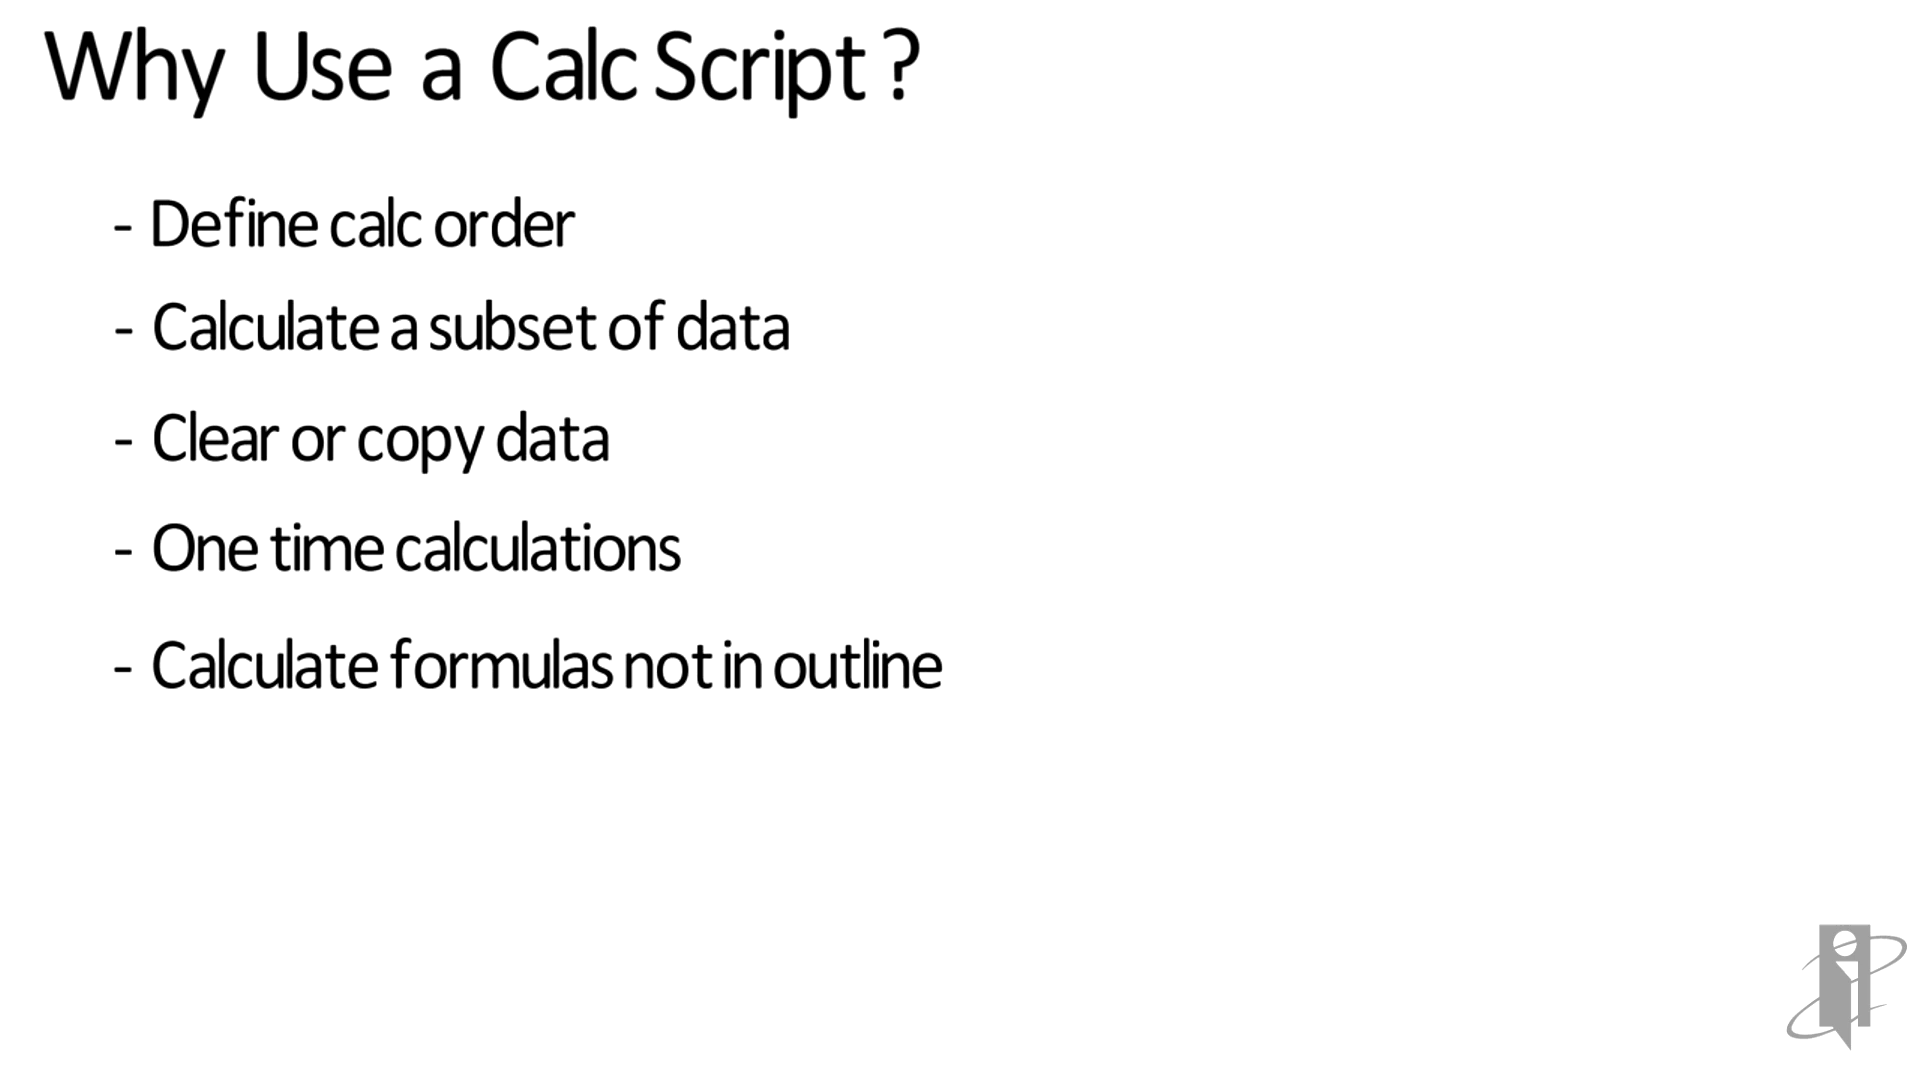 Why Use a Calc Script ?
- Define calc order
- Calculate a subset of data
- Clear or copy data
- One time calculations
- Calculate formulas not in outline